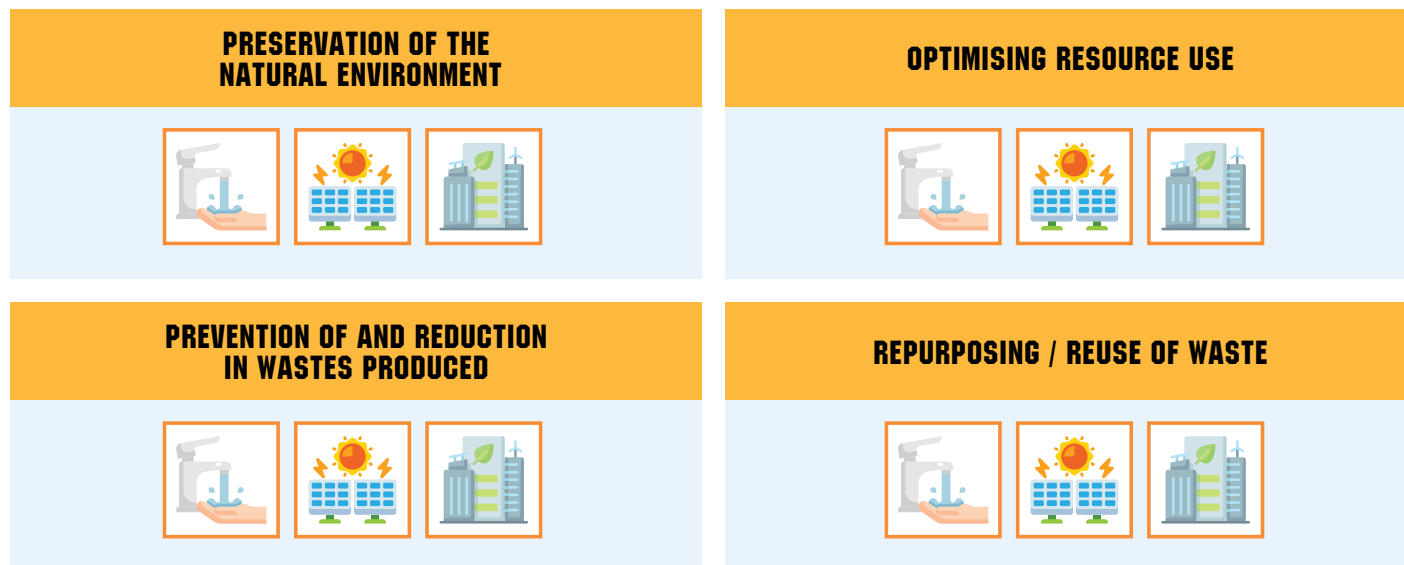 PRESERVATION OF THE
NATURAL ENVIRONMENT
OPTIMISING RESOURCE USE
PREVENTION OF AND REDUCTION
IN WASTES PRODUCED
REPURPOSING / REUSE OF WASTE